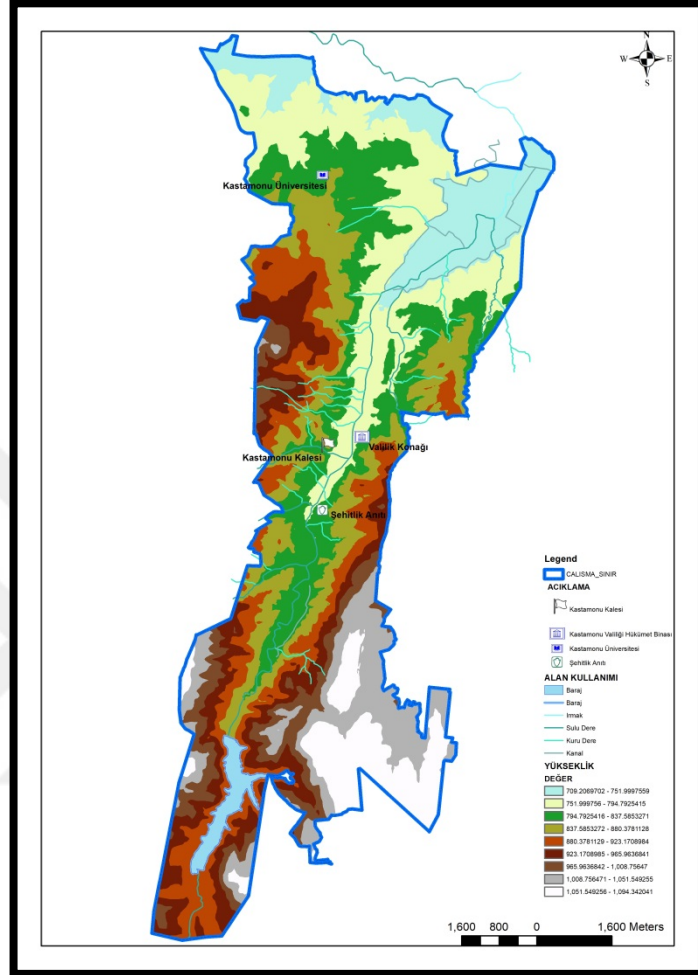 N
W E
S
Kastamonu Üniversitesi
Valilik Konağı
Kastamonu Kalesi
Şehitlik Anıtı
Legend
CALISMA_SINIR
ACIKLAMA
Kastamonu Kalesi
Kastamonu Valiliği Hükümet Binası
Kastamonu Üniversitesi
Şehitlik Anıtı
ALAN KULLANIMI
Baraj
Baraj
Irmak
Sulu Dere
Kuru Dere
Kanal
YÜKSEKLİK
DEĞER
709.2069702 - 751.9997559
751.999756 - 794.7925415
794.7925416 - 837.5853271
837.5853272 - 880.3781128
880.3781129 - 923.1708984
923.1708985 - 965.9636841
965.9636842 - 1,008.75647
1,008.756471 - 1,051.549255
1,051.549256 - 1,094.342041
1,600 800 0 1,600 Meters